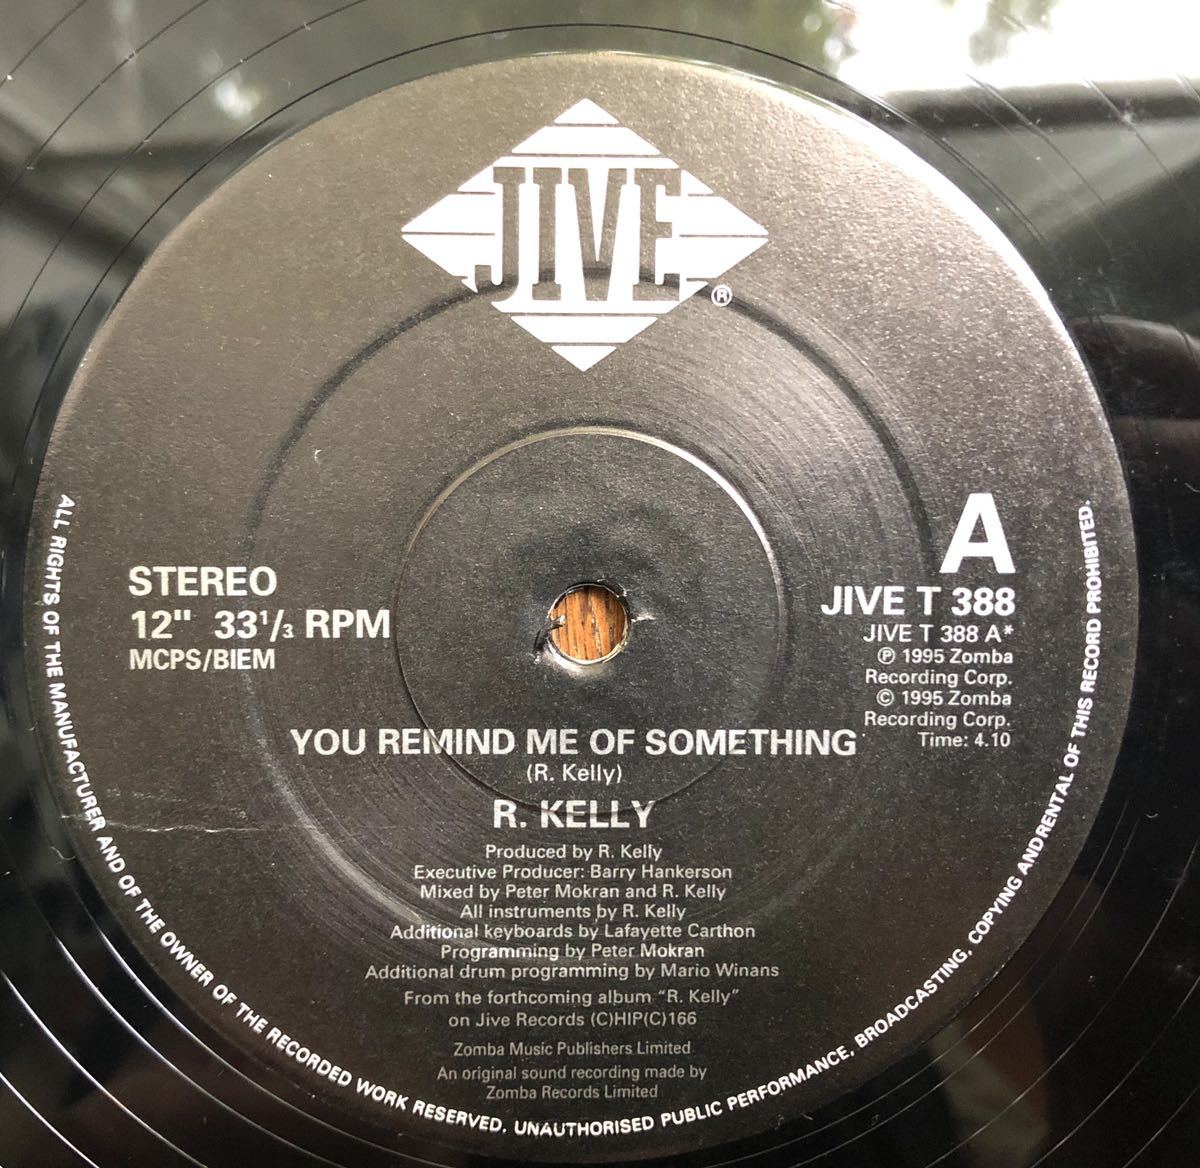 JIVE
®
STEREO
12" 33 1/3 RPM
MCPS/BIEM
A
JIVE T 388
JIVE T 388 A*
℗ 1995 Zomba
Recording Corp.
© 1995 Zomba
Recording Corp.
Time: 4.10
YOU REMIND ME OF SOMETHING
(R. Kelly)
R. KELLY
Produced by R. Kelly
Executive Producer: Barry Hankerson
Mixed by Peter Mokran and R. Kelly
All instruments by R. Kelly
Additional keyboards by Lafayette Carthon
Programming by Peter Mokran
Additional drum programming by Mario Winans
From the forthcoming album "R. Kelly"
on Jive Records (C)HIP(C)166
Zomba Music Publishers Limited
An original sound recording made by
Zomba Records Limited
ALL RIGHTS OF THE MANUFACTURER AND OF THE OWNER OF THE RECORDED WORK RESERVED. UNAUTHORISED PUBLIC PERFORMANCE, BROADCASTING, COPYING AND RENTAL OF THIS RECORD PROHIBITED.